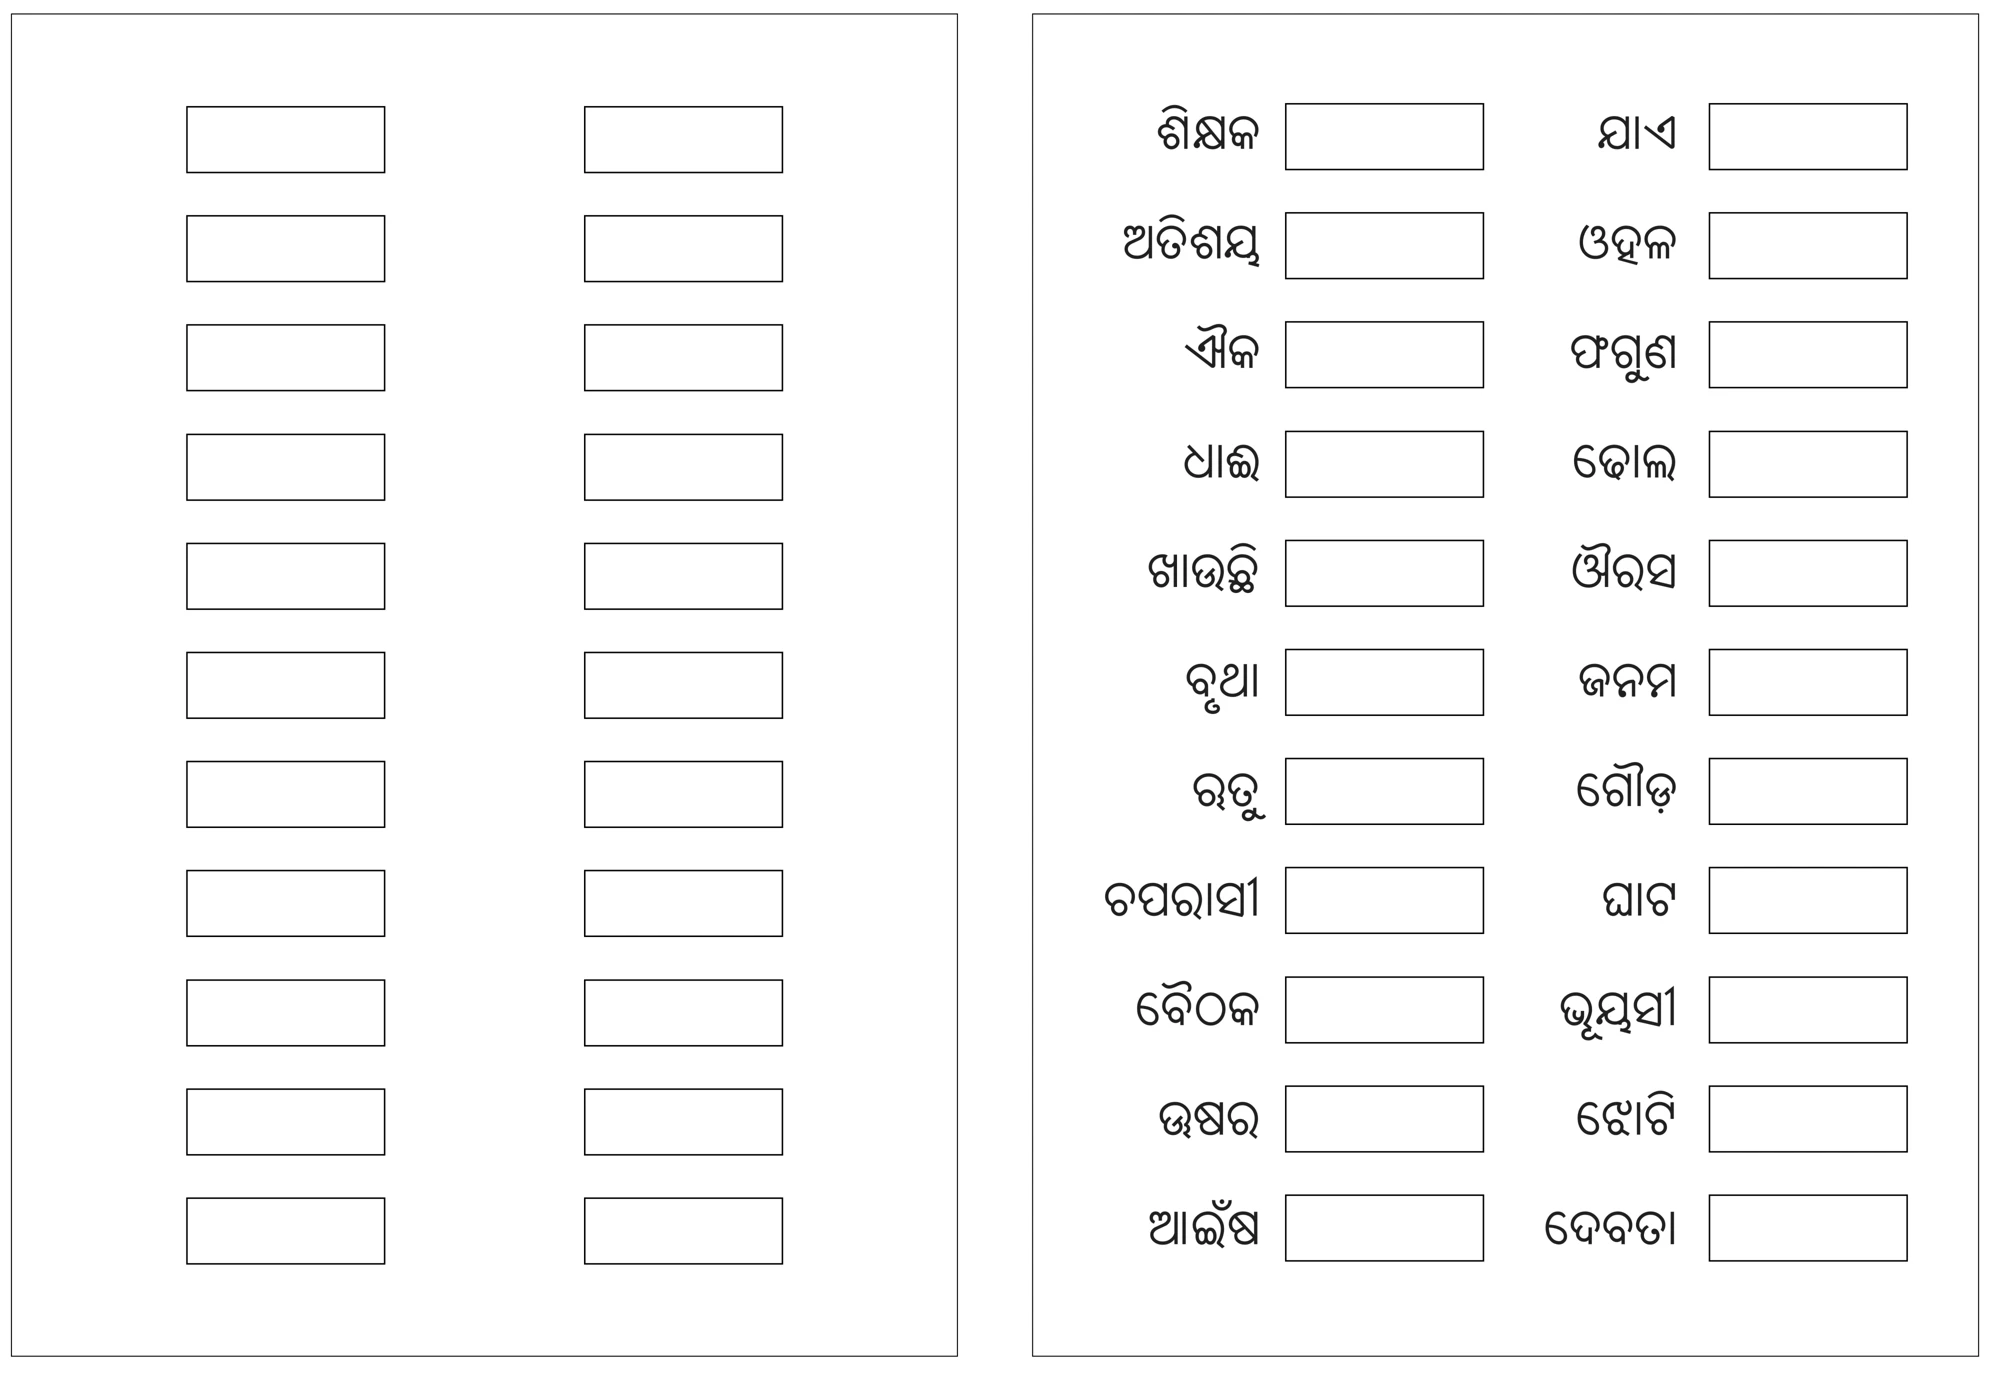 ଶିକ୍ଷକ ଯାଏ
ଅତିଶୟ ଓହଳ
ଐକ ଫଗୁଣ
ଧାଈ ଢୋଲ
ଖାଉଛି ଔରସ
ବୃଥା ଜନମ
ଋତୁ ଗୌଡ଼
ଚପରାସୀ ଘାଟ
ବୈଠକ ଭୂୟସୀ
ଊଷର ଝୋଟି
ଆଇଁଷ ଦେବତା